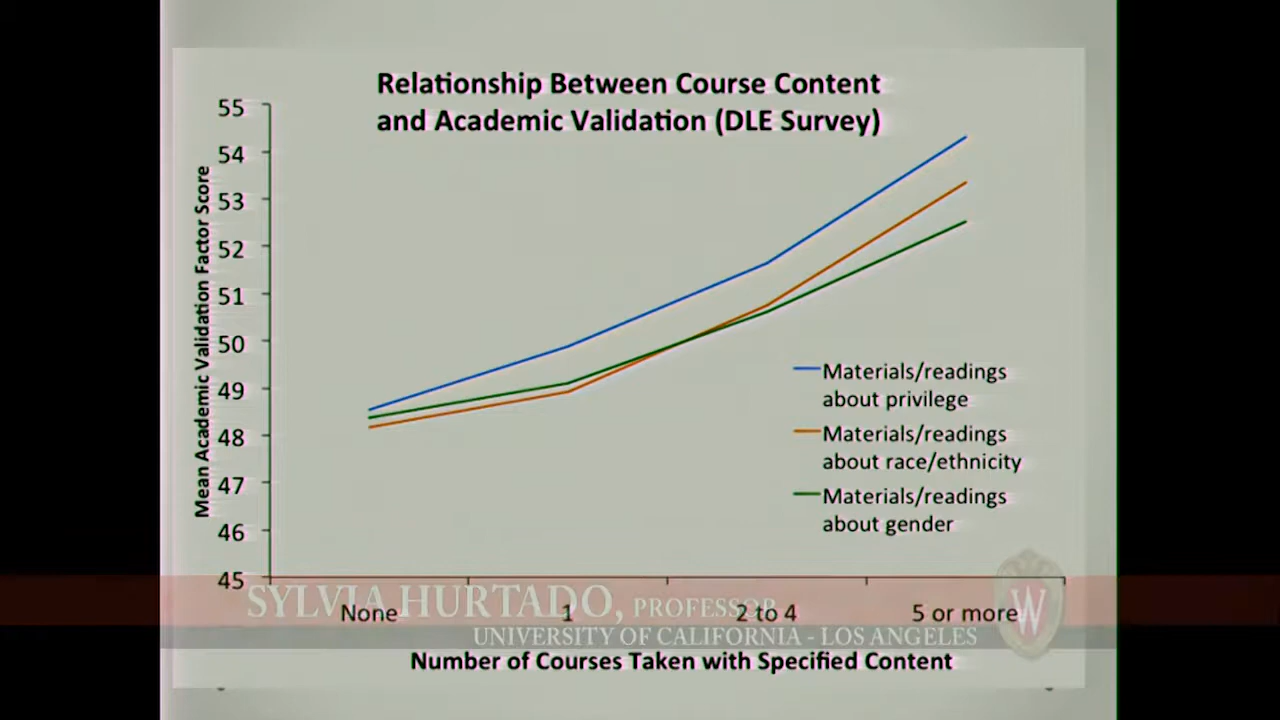 Relationship Between Course Content
and Academic Validation (DLE Survey)
Mean Academic Validation Factor Score
55
54
53
52
51
50
49
48
47
46
45
Materials/readings
about privilege
Materials/readings
about race/ethnicity
Materials/readings
about gender
None
1
2 to 4
5 or more
Number of Courses Taken with Specified Content
SYLVIA HURTADO, PROFESSOR
UNIVERSITY OF CALIFORNIA - LOS ANGELES
W